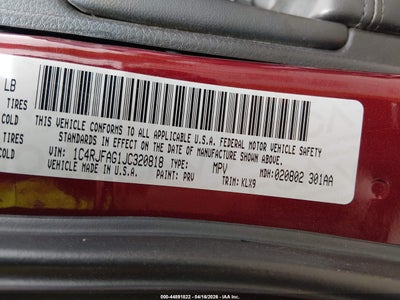 LB
TIRES
COLD
TIRES
COLD
THIS VEHICLE CONFORMS TO ALL APPLICABLE U.S.A. FEDERAL MOTOR VEHICLE SAFETY
STANDARDS IN EFFECT ON THE DATE OF MANUFACTURE SHOWN ABOVE.
VIN: 1C4RJFAG1JC320818 TYPE: MPV MDH: 020802 301AA
VEHICLE MADE IN U.S.A. PAINT: PRV TRIM: KLX9
000-44891822 - 04/16/2026 - IAA Inc.